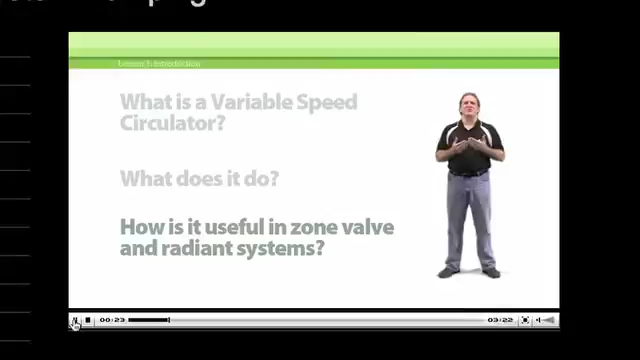 Lesson 1: Introduction
What is a Variable Speed
Circulator?
What does it do?
How is it useful in zone valve
and radiant systems?
00:23
03:22